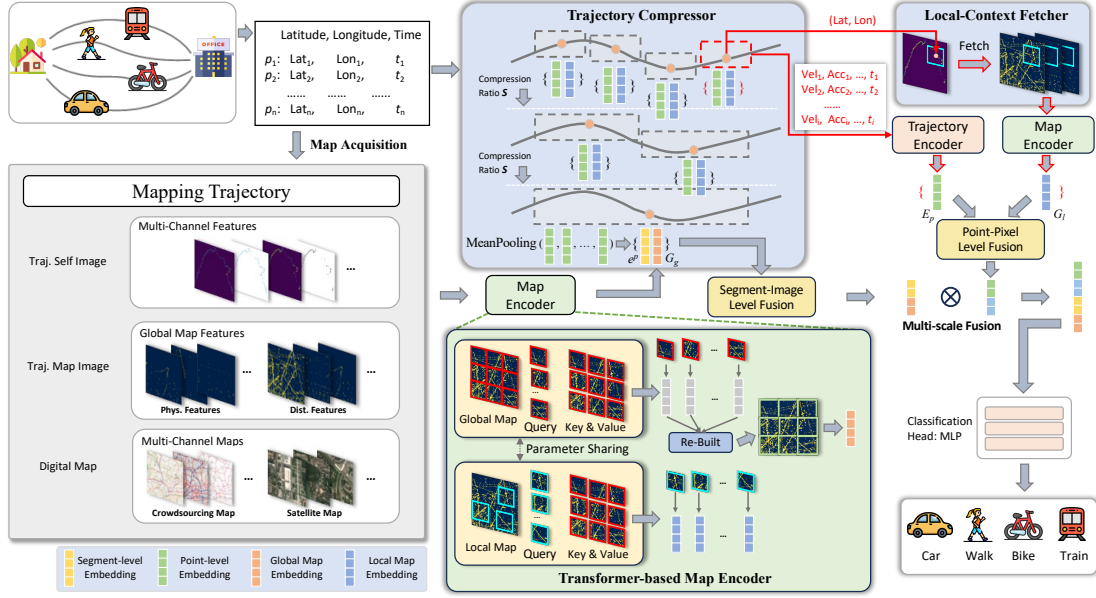 OFFICE
Latitude, Longitude, Time
p1: Lat1, Lon1, t1
p2: Lat2, Lon2, t2
...... ... ......
pn: Latn, Lonn, tn
Map Acquisition
Mapping Trajectory
Multi-Channel Features
Traj. Self Image
...
Global Map Features
Traj. Map Image
... ...
Phys. Features Dist. Features
Multi-Channel Maps
Digital Map
... ...
Crowdsourcing Map Satellite Map
Segment-level Embedding
Point-level Embedding
Global Map Embedding
Local Map Embedding
Trajectory Compressor
Compression Ratio S
Compression Ratio S
MeanPooling ( , , ... , ) { }
e^p G_g
Map Encoder
Segment-Image Level Fusion
(Lat, Lon)
Vel1, Acc1, ..., t1
Vel2, Acc2, ..., t2
......
Veli, Acci, ..., ti
Local-Context Fetcher
Fetch
Trajectory Encoder
Map Encoder
{ }
E_p G_l
Point-Pixel Level Fusion
Multi-scale Fusion
Classification Head: MLP
Car Walk Bike Train
Global Map Query Key & Value
...
...
Re-Built
Parameter Sharing
Local Map Query Key & Value
...
...
Transformer-based Map Encoder